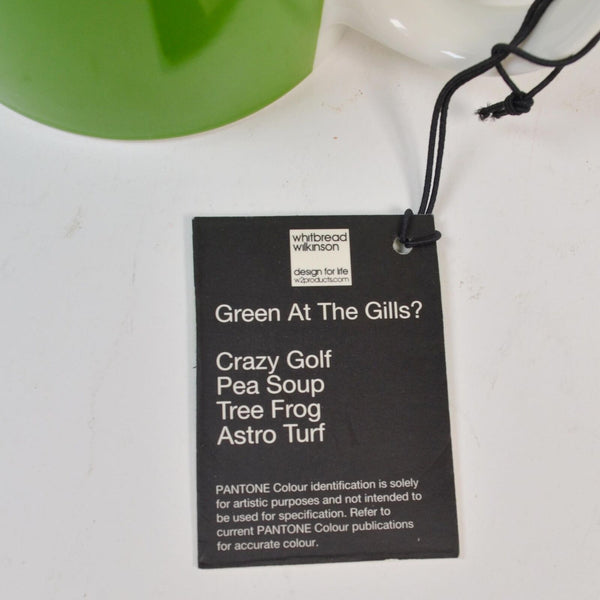 whitbread
wilkinson
design for life
w2products.com
Green At The Gills?
Crazy Golf
Pea Soup
Tree Frog
Astro Turf
PANTONE Colour identification is solely
for artistic purposes and not intended to
be used for specification. Refer to
current PANTONE Colour publications
for accurate colour.